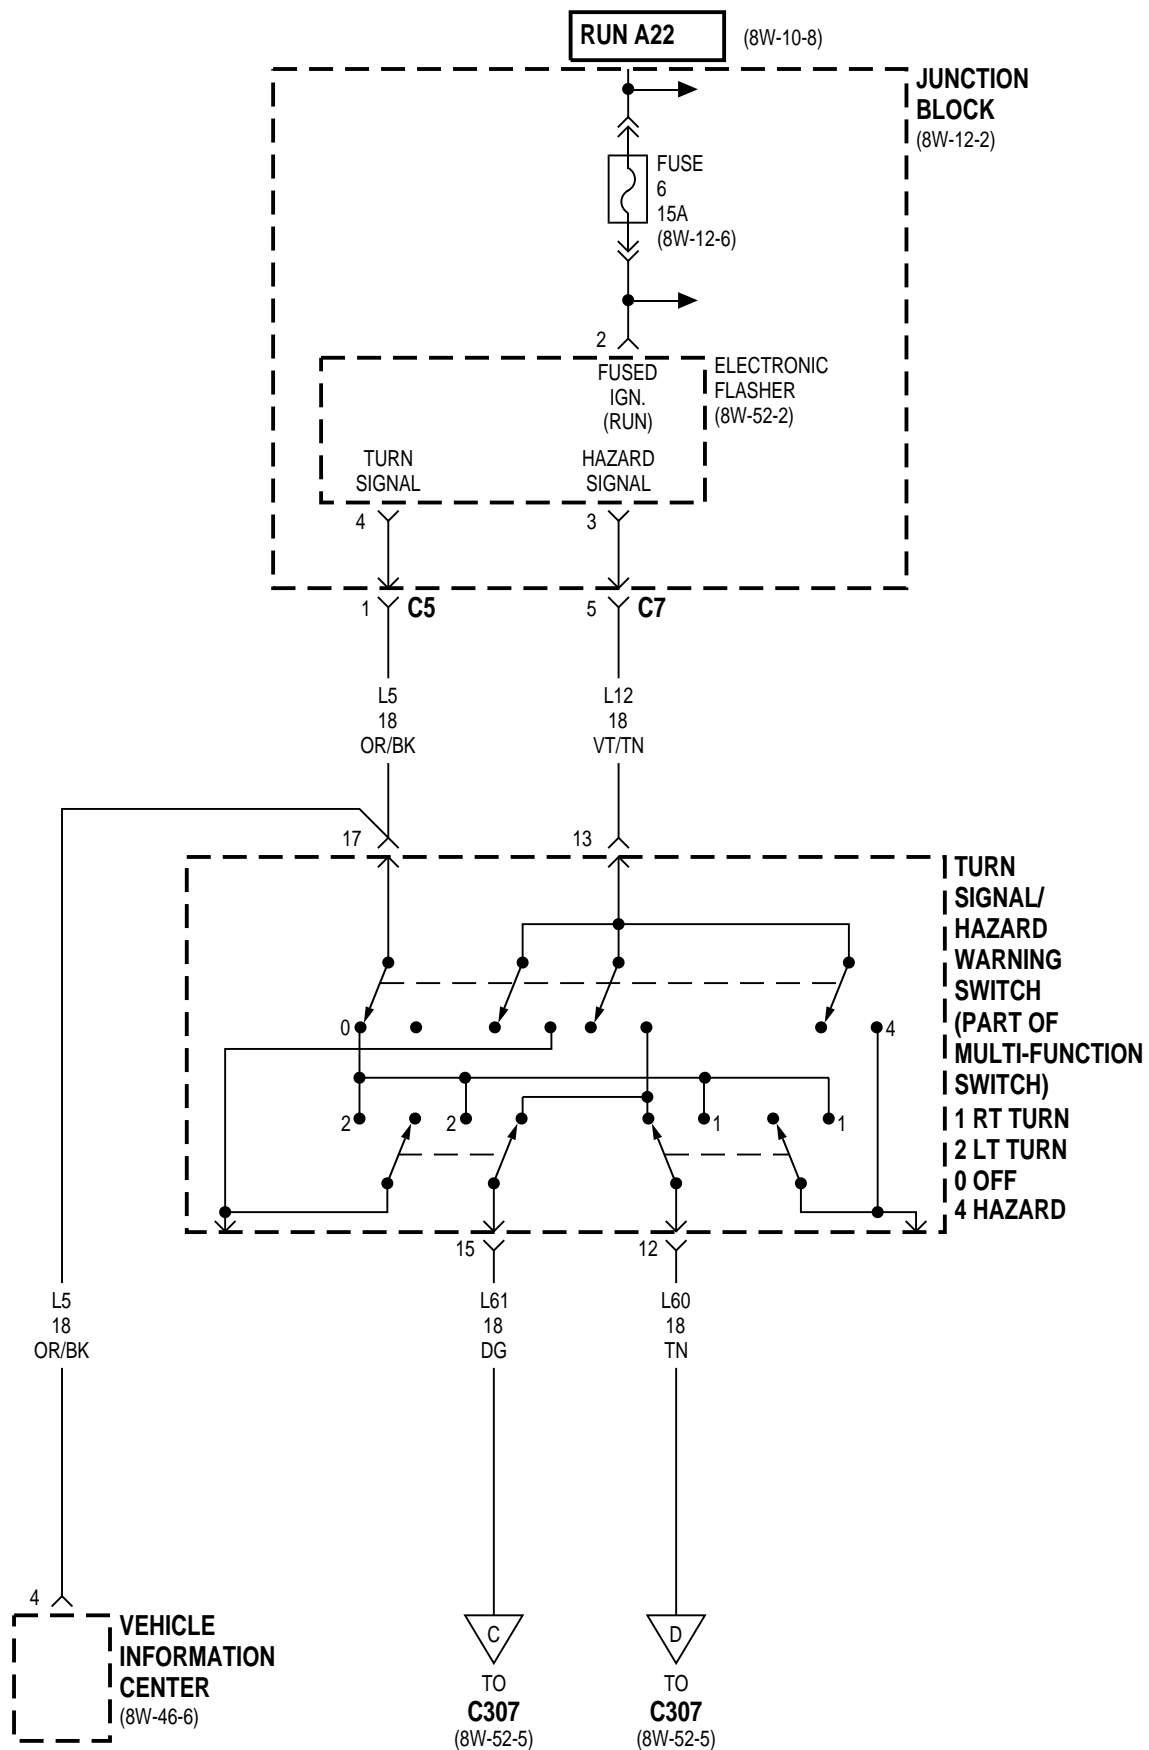 RUN A22
(8W-10-8)
JUNCTION
BLOCK
(8W-12-2)
FUSE
6
15A
(8W-12-6)
2
FUSED
IGN.
(RUN)
ELECTRONIC
FLASHER
(8W-52-2)
TURN
SIGNAL
HAZARD
SIGNAL
4
3
1
C5
5
C7
L5
18
OR/BK
L12
18
VT/TN
17
13
TURN
SIGNAL/
HAZARD
WARNING
SWITCH
(PART OF
MULTI-FUNCTION
SWITCH)
1 RT TURN
2 LT TURN
0 OFF
4 HAZARD
0
4
2
2
1
1
15
12
L5
18
OR/BK
L61
18
DG
L60
18
TN
4
VEHICLE
INFORMATION
CENTER
(8W-46-6)
C
TO
C307
(8W-52-5)
D
TO
C307
(8W-52-5)